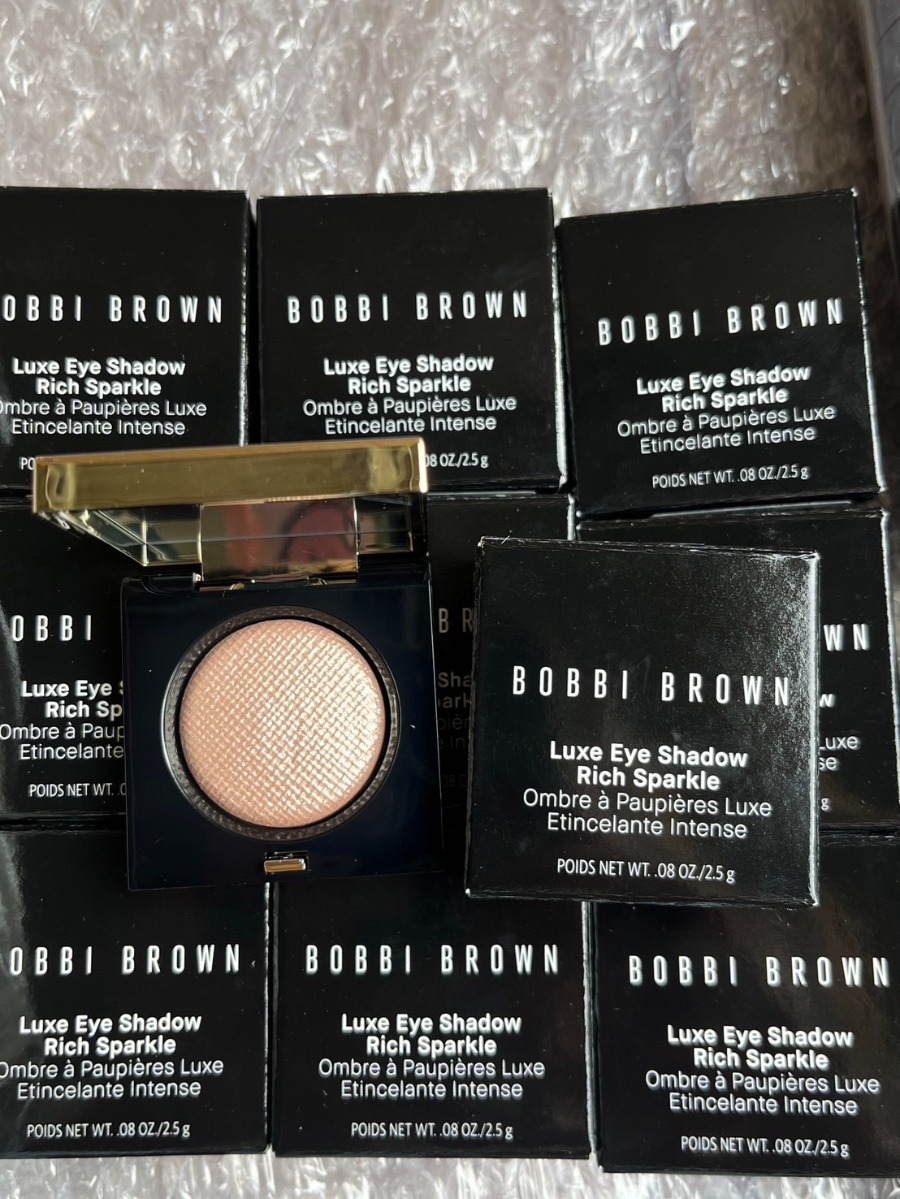 OBBI BROWN
Luxe Eye Shadow
Rich Sparkle
Ombre à Paupières Luxe
Etincelante Intense
PO
BOBBI BROWN
Luxe Eye Shadow
Rich Sparkle
Ombre à Paupières Luxe
Etincelante Intense
08 OZ./2.5 g
BOBBI BROWN
Luxe Eye Shadow
Rich Sparkle
Ombre à Paupières Luxe
Etincelante Intense
POIDS NET WT. .08 OZ./2.5 g
OBBI
Luxe Eye
Rich Sp
Ombre à Paup
Etincelante
POIDS NET WT.
B R
BOBBI BROWN
Luxe Eye Shadow
Rich Sparkle
Ombre à Paupières Luxe
Etincelante Intense
POIDS NET WT. .08 OZ./2.5 g
WN
w
Luxe
se
g
OBBI BROWN
Luxe Eye Shadow
Rich Sparkle
Ombre à Paupières Luxe
Etincelante Intense
POIDS NET WT. .08 OZ./2.5 g
BOBBI BROWN
Luxe Eye Shadow
Rich Sparkle
Ombre à Paupières Luxe
Etincelante Intense
POIDS NET WT. .08 OZ./2.5 g
BOBBI BROWN
Luxe Eye Shadow
Rich Sparkle
Ombre à Paupières Luxe
Etincelante Intense
POIDS NET WT. .08 OZ./2.5 g